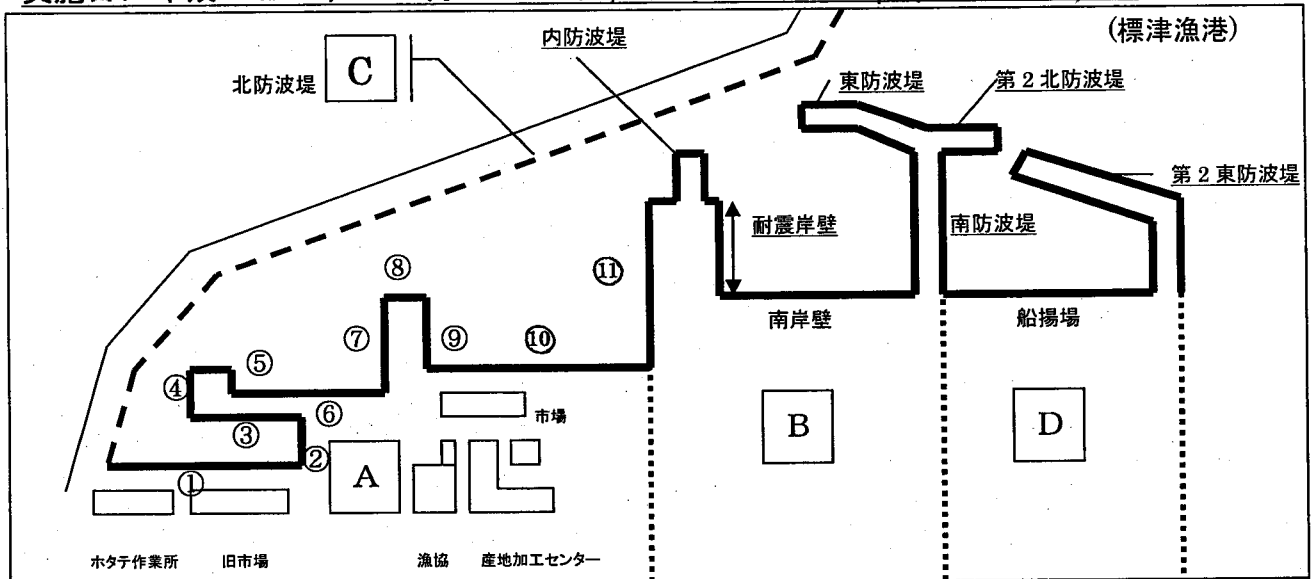 (標津漁港)
内防波堤
北防波堤
C
東防波堤
第2北防波堤
第2東防波堤
耐震岸壁
南防波堤
⑧
⑪
南岸壁
船揚場
⑦
⑨
⑩
⑤
④
⑥
市場
③
②
①
A
B
D
ホタテ作業所
旧市場
漁協
産地加工センター